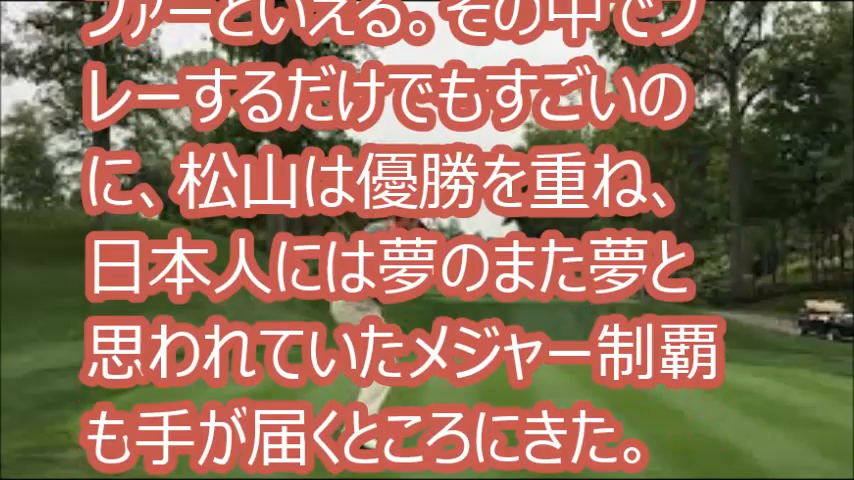 ファーといえる。その中でプ
レーするだけでもすごいの
に、松山は優勝を重ね、
日本人には夢のまた夢と
思われていたメジャー制覇
も手が届くところにきた。